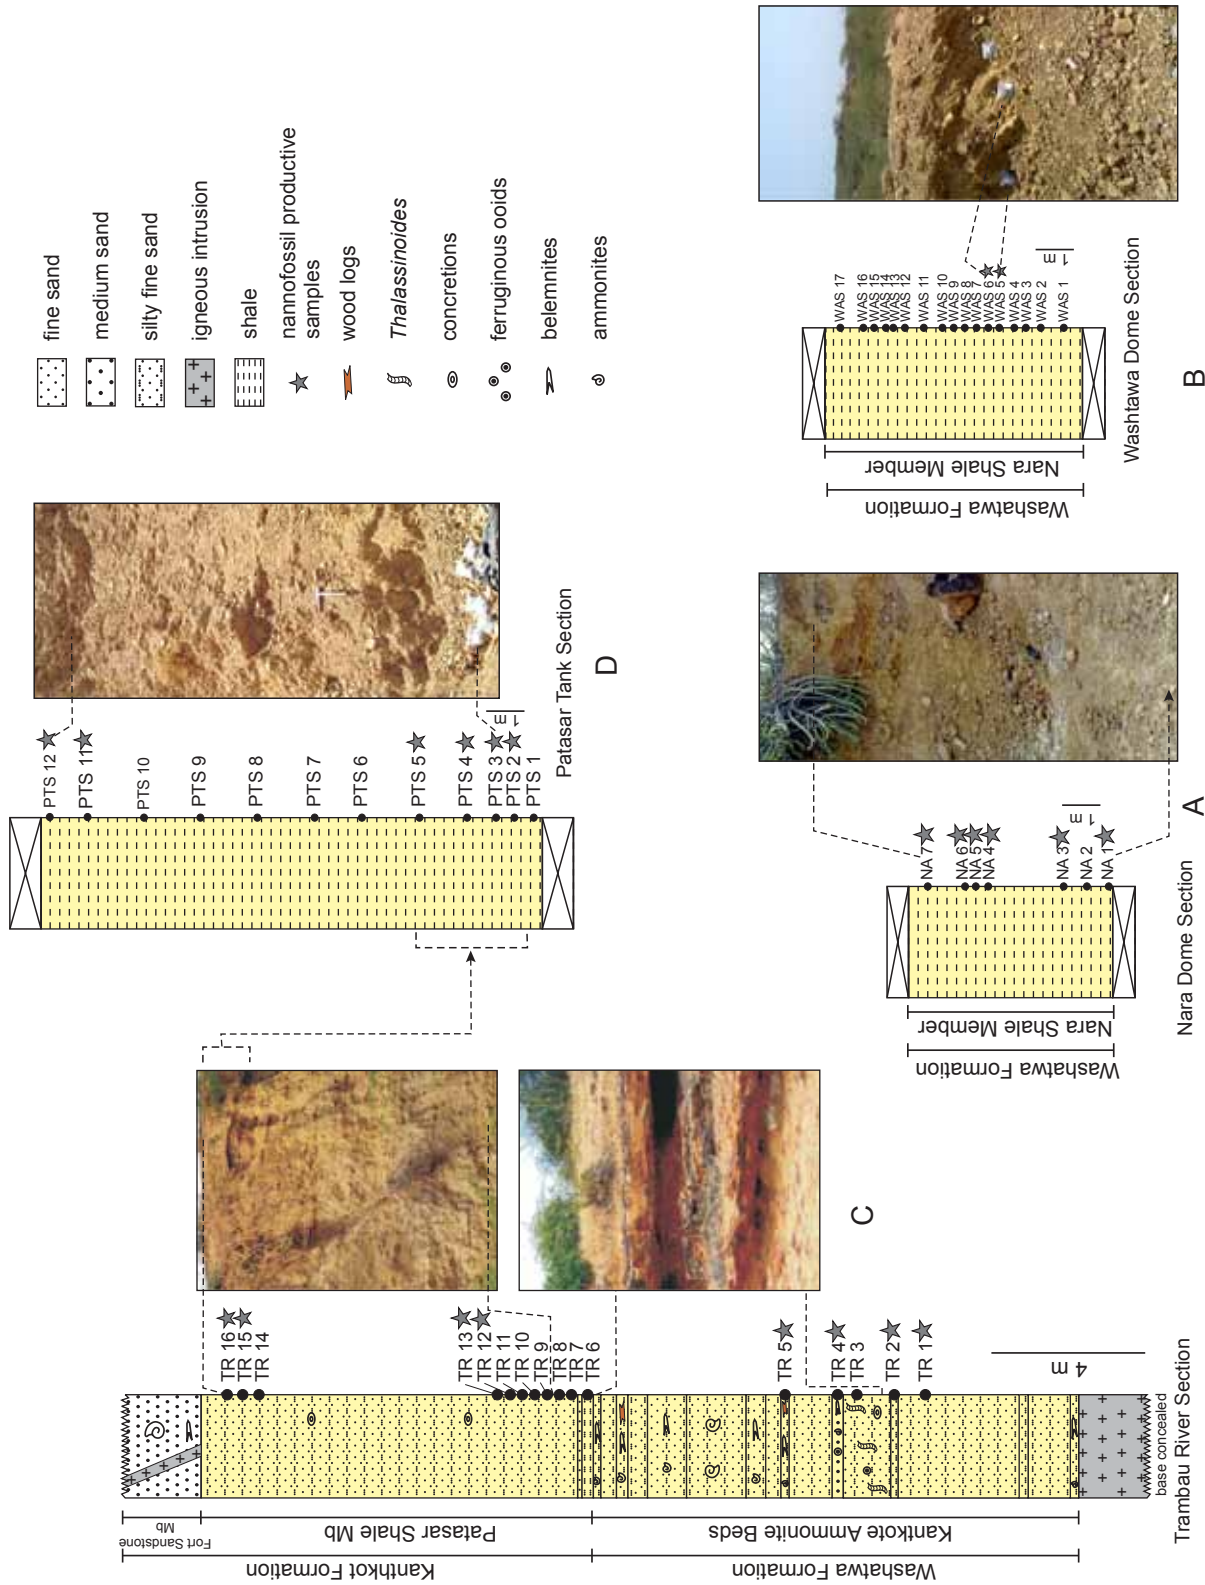 fine sand
medium sand
silty fine sand
igneous intrusion
shale
nannofossil productive
samples
wood logs
Thalassinoides
concretions
ferruginous ooids
belemnites
ammonites
Kanthkot Formation
Fort Sandstone
Mb
Patasar Shale Mb
Washatwa Formation
Kantkote Ammonite Beds
TR 16
TR 15
TR 14
TR 13
TR 12
TR 11
TR 10
TR 9
TR 8
TR 7
TR 6
TR 5
TR 4
TR 3
TR 2
TR 1
4 m
base concealed
Trambau River Section
C
PTS 12
PTS 11
PTS 10
PTS 9
PTS 8
PTS 7
PTS 6
PTS 5
PTS 4
PTS 3
PTS 2
PTS 1
1 m
Patasar Tank Section
D
Washatwa Formation
Nara Shale Member
NA 7
NA 6
NA 5
NA 4
NA 3
NA 2
NA 1
1 m
Nara Dome Section
A
Washatwa Formation
Nara Shale Member
WAS 17
WAS 16
WAS 15
WAS 14
WAS 13
WAS 12
WAS 11
WAS 10
WAS 9
WAS 8
WAS 7
WAS 6
WAS 5
WAS 4
WAS 3
WAS 2
WAS 1
1 m
Washtawa Dome Section
B